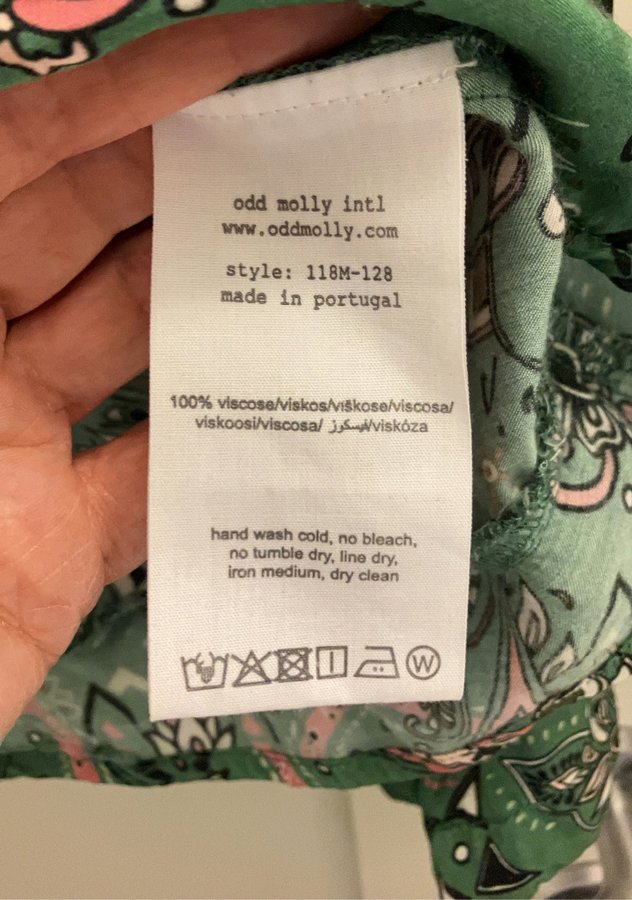 odd molly intl
www.oddmolly.com
style: 118M-128
made in portugal
100% viscose/viskos/viškose/viscosa/
viskoosi/viscosa/ فيسكوز/viskóza
hand wash cold, no bleach,
no tumble dry, line dry,
iron medium, dry clean
W